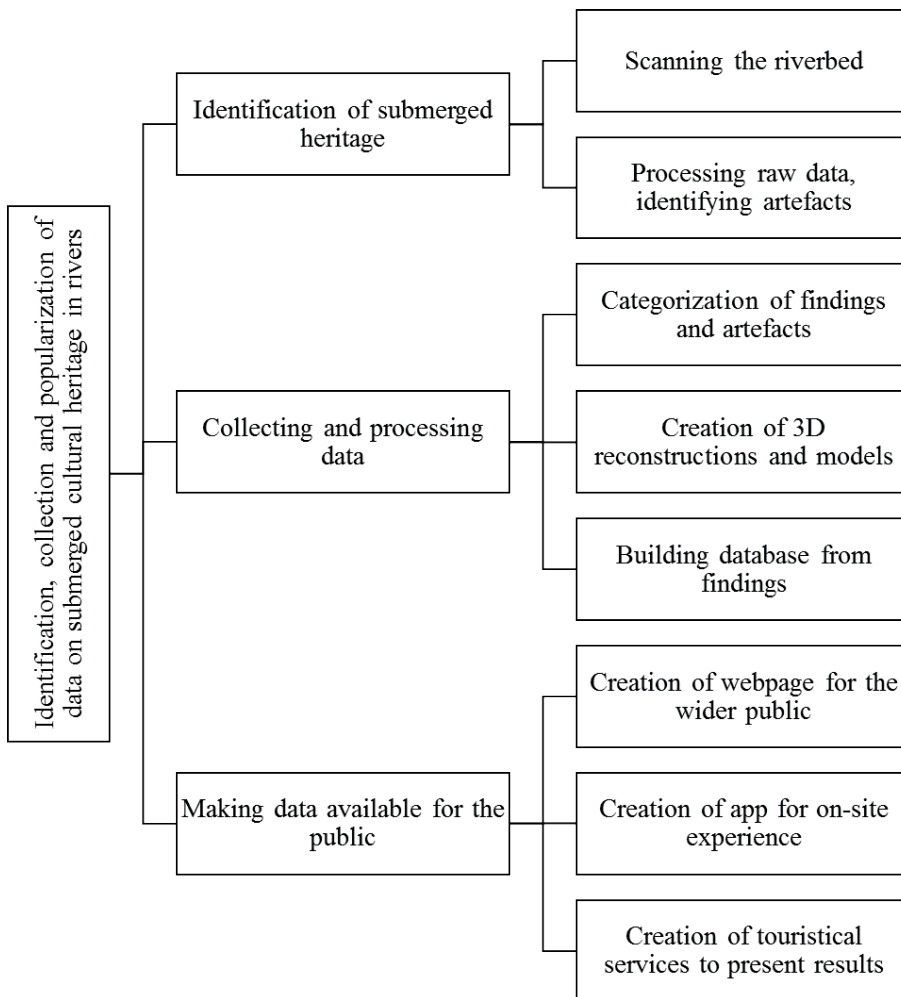 Identification, collection and popularization of
data on submerged cultural heritage in rivers
Identification of submerged
heritage
Scanning the riverbed
Processing raw data,
identifying artefacts
Collecting and processing
data
Categorization of findings
and artefacts
Creation of 3D
reconstructions and models
Building database from
findings
Making data available for the
public
Creation of webpage for the
wider public
Creation of app for on-site
experience
Creation of touristical
services to present results